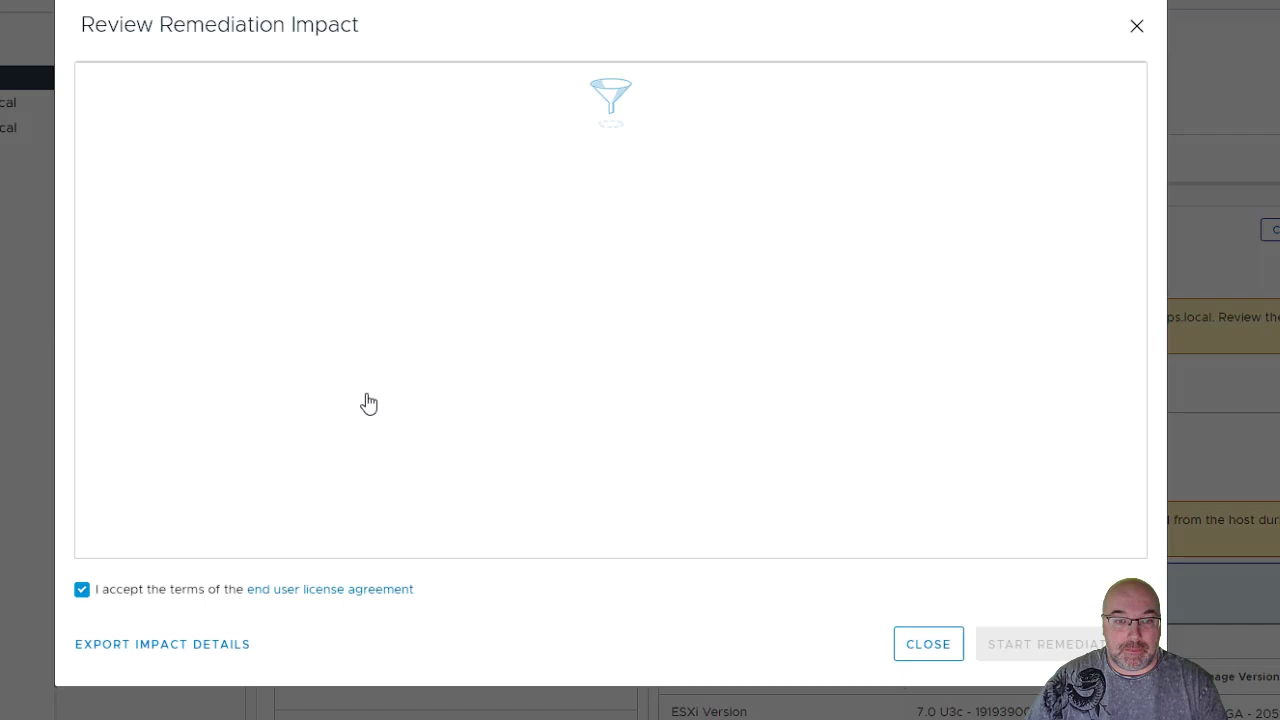 Review Remediation Impact
cal
cal
ps.local. Review the
I accept the terms of the end user license agreement
from the host dur
EXPORT IMPACT DETAILS
CLOSE
START REMEDIAT
age Version
ESXi Version
7.0 U3c - 19193900
GA - 205